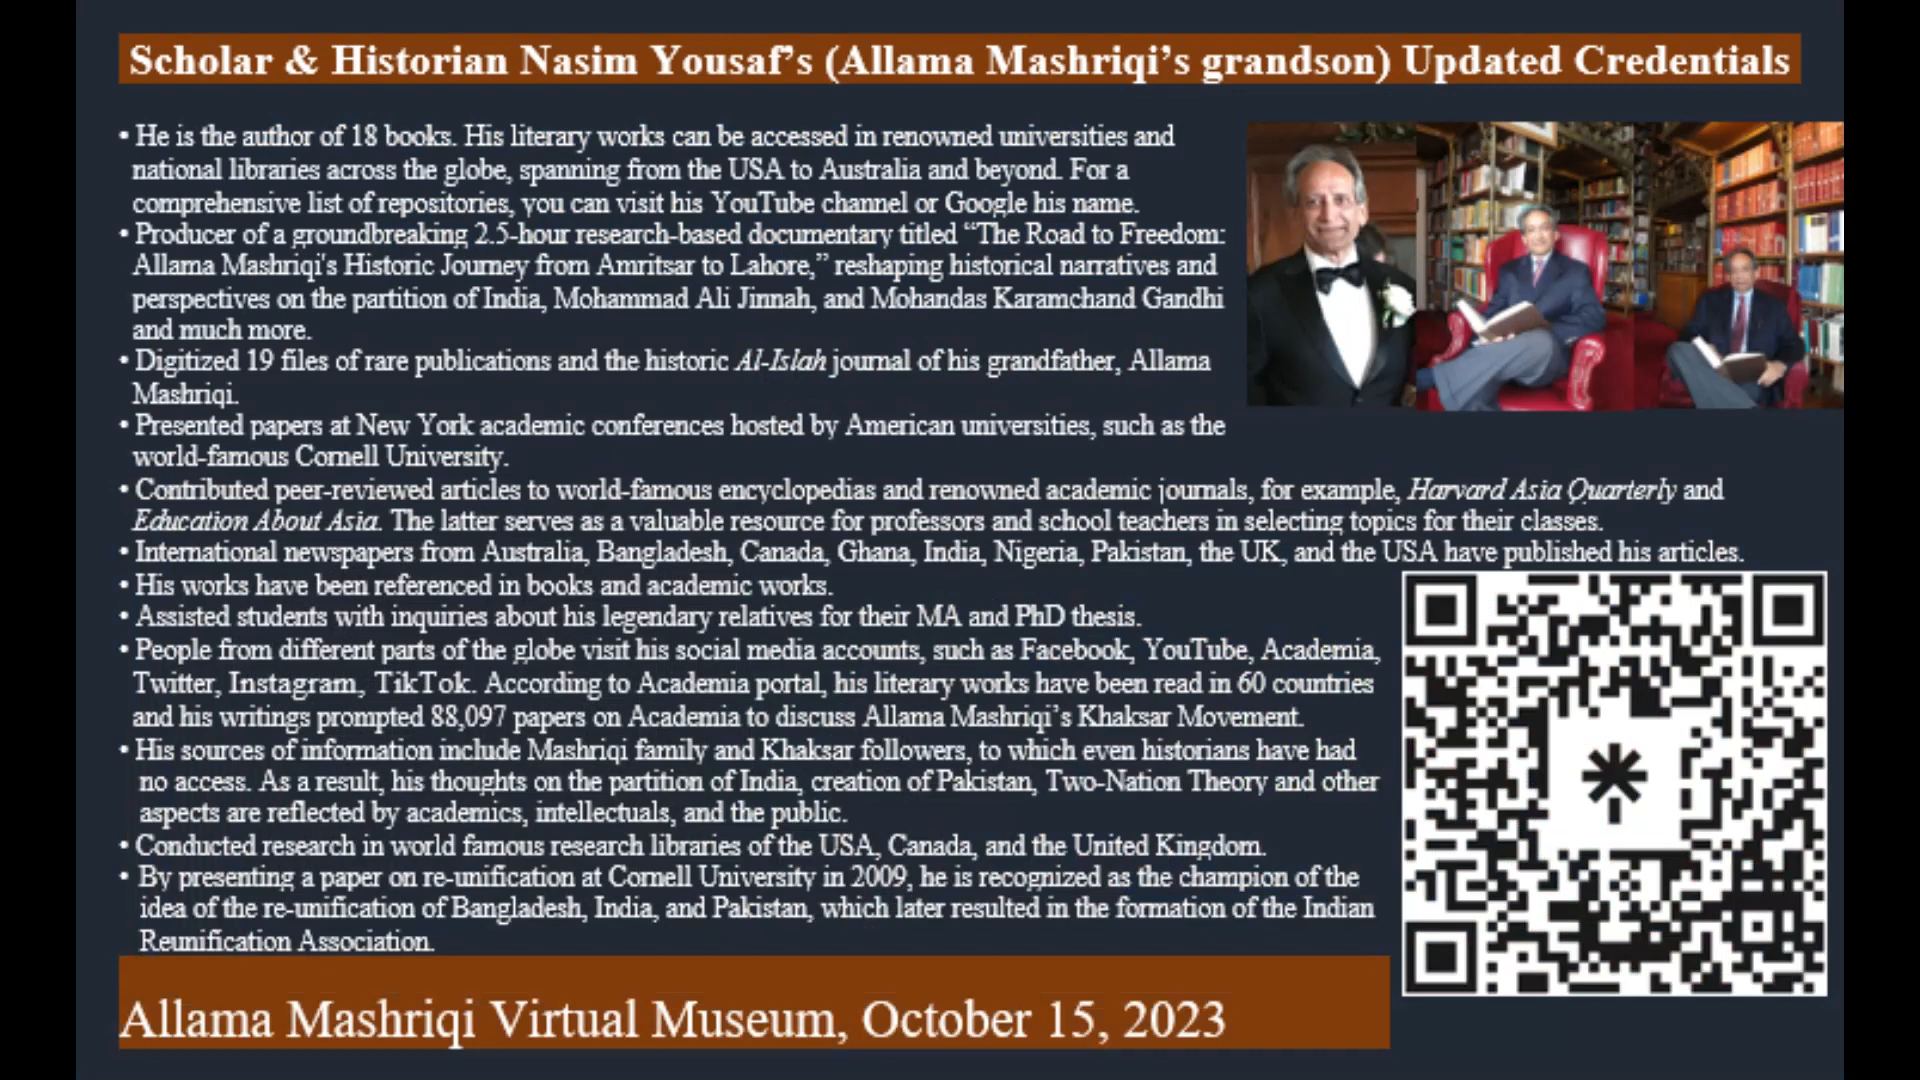 Scholar & Historian Nasim Yousaf's (Allama Mashriqi's grandson) Updated Credentials
• He is the author of 18 books. His literary works can be accessed in renowned universities and
national libraries across the globe, spanning from the USA to Australia and beyond. For a
comprehensive list of repositories, you can visit his YouTube channel or Google his name.
• Producer of a groundbreaking 2.5-hour research-based documentary titled “The Road to Freedom:
Allama Mashriqi's Historic Journey from Amritsar to Lahore,” reshaping historical narratives and
perspectives on the partition of India, Mohammad Ali Jinnah, and Mohandas Karamchand Gandhi
and much more.
• Digitized 19 files of rare publications and the historic Al-Islah journal of his grandfather, Allama
Mashriqi.
• Presented papers at New York academic conferences hosted by American universities, such as the
world-famous Cornell University.
• Contributed peer-reviewed articles to world-famous encyclopedias and renowned academic journals, for example, Harvard Asia Quarterly and
Education About Asia. The latter serves as a valuable resource for professors and school teachers in selecting topics for their classes.
• International newspapers from Australia, Bangladesh, Canada, Ghana, India, Nigeria, Pakistan, the UK, and the USA have published his articles.
• His works have been referenced in books and academic works.
• Assisted students with inquiries about his legendary relatives for their MA and PhD thesis.
• People from different parts of the globe visit his social media accounts, such as Facebook, YouTube, Academia,
Twitter, Instagram, TikTok. According to Academia portal, his literary works have been read in 60 countries
and his writings prompted 88,097 papers on Academia to discuss Allama Mashriqi’s Khaksar Movement.
• His sources of information include Mashriqi family and Khaksar followers, to which even historians have had
no access. As a result, his thoughts on the partition of India, creation of Pakistan, Two-Nation Theory and other
aspects are reflected by academics, intellectuals, and the public.
• Conducted research in world famous research libraries of the USA, Canada, and the United Kingdom.
• By presenting a paper on re-unification at Cornell University in 2009, he is recognized as the champion of the
idea of the re-unification of Bangladesh, India, and Pakistan, which later resulted in the formation of the Indian
Reunification Association.
Allama Mashriqi Virtual Museum, October 15, 2023